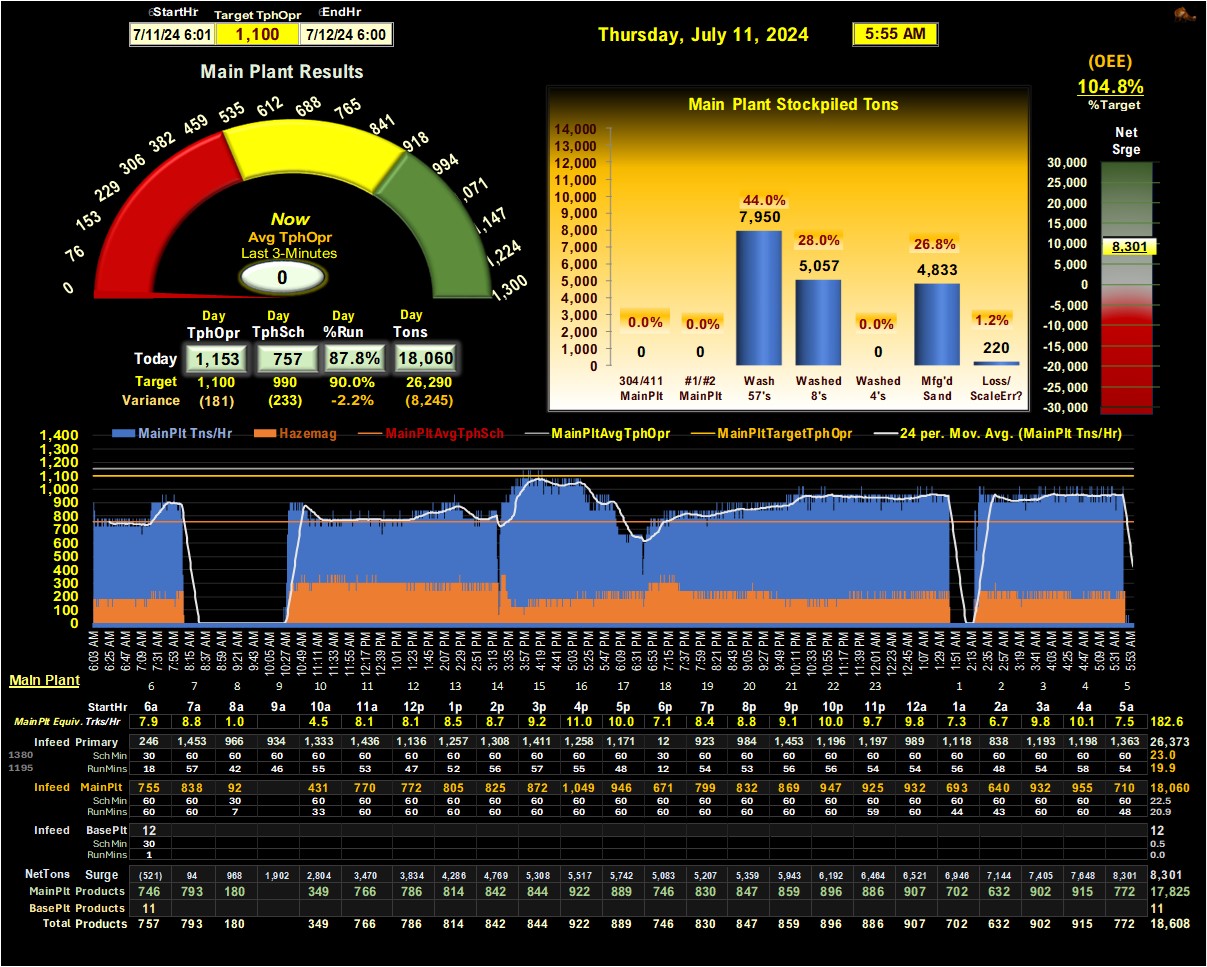 6StartHr Target TphOpr 6EndHr
7/11/24 6:01 1,100 7/12/24 6:00
Thursday, July 11, 2024 5:55 AM
(OEE)
104.8%
%Target
Main Plant Results
0 76 153 229 306 382 459 535 612 688 765 841 918 994 ,071 ,147 1,224 1,300
Now
Avg TphOpr
Last 3-Minutes
0
Day Day Day Day
TphOpr TphSch %Run Tons
Today 1,153 757 87.8% 18,060
Target 1,100 990 90.0% 26,290
Variance (181) (233) -2.2% (8,245)
Main Plant Stockpiled Tons
14,000
13,000
12,000
11,000
10,000
9,000
8,000
7,000
6,000
5,000
4,000
3,000
2,000
1,000
0
0.0% 0.0% 44.0% 28.0% 0.0% 26.8% 1.2%
0 0 7,950 5,057 0 4,833 220
304/411 #1/#2 Wash Washed Washed Mfg'd Loss/
MainPlt MainPlt 57's 8's 4's Sand ScaleErr?
Net
Srge
30,000
25,000
20,000
15,000
10,000
5,000
0
-5,000
-10,000
-15,000
-20,000
-25,000
-30,000
8,301
MainPlt Tns/Hr Hazemag MainPltAvgTphSch MainPltAvgTphOpr MainPltTargetTphOpr 24 per. Mov. Avg. (MainPlt Tns/Hr)
1,400
1,300
1,200
1,100
1,000
900
800
700
600
500
400
300
200
100
0
6:03 AM 6:25 AM 6:47 AM 7:09 AM 7:31 AM 7:53 AM 8:15 AM 8:37 AM 8:59 AM 9:21 AM 9:43 AM 10:05 AM 10:27 AM 10:49 AM 11:11 AM 11:33 AM 11:55 AM 12:17 PM 12:39 PM 1:01 PM 1:23 PM 1:45 PM 2:07 PM 2:29 PM 2:51 PM 3:13 PM 3:35 PM 3:57 PM 4:19 PM 4:41 PM 5:03 PM 5:25 PM 5:47 PM 6:09 PM 6:31 PM 6:53 PM 7:15 PM 7:37 PM 7:59 PM 8:21 PM 8:43 PM 9:05 PM 9:27 PM 9:49 PM 10:11 PM 10:33 PM 10:55 PM 11:17 PM 11:39 PM 12:01 AM 12:23 AM 12:45 AM 1:07 AM 1:29 AM 1:51 AM 2:13 AM 2:35 AM 2:57 AM 3:19 AM 3:41 AM 4:03 AM 4:25 AM 4:47 AM 5:09 AM 5:31 AM 5:53 AM
Main Plant
6 7 8 9 10 11 12 13 14 15 16 17 18 19 20 21 22 23 1 2 3 4 5
StartHr 6a 7a 8a 9a 10a 11a 12p 1p 2p 3p 4p 5p 6p 7p 8p 9p 10p 11p 12a 1a 2a 3a 4a 5a
MainPlt Equiv. Trks/Hr 7.9 8.8 1.0 4.5 8.1 8.1 8.5 8.7 9.2 11.0 10.0 7.1 8.4 8.8 9.1 10.0 9.7 9.8 7.3 6.7 9.8 10.1 7.5 182.6
Infeed Primary 246 1,453 966 934 1,333 1,436 1,136 1,257 1,308 1,411 1,258 1,171 12 923 984 1,453 1,196 1,197 989 1,118 838 1,193 1,198 1,363 26,373
1380 SchMin 30 60 60 60 60 60 60 60 60 60 60 60 30 60 60 60 60 60 60 60 60 60 60 60 23.0
1195 RunMins 18 57 42 46 55 53 47 52 56 57 55 48 12 54 53 56 56 54 54 56 48 54 58 54 19.9
Infeed MainPlt 755 838 92 431 770 772 805 825 872 1,049 946 671 799 832 869 947 925 932 693 640 932 955 710 18,060
SchMin 60 60 30 60 60 60 60 60 60 60 60 60 60 60 60 60 60 60 60 60 60 60 60 22.5
RunMins 60 60 7 33 60 60 60 60 60 60 60 60 60 60 60 60 59 60 44 43 60 60 48 20.9
Infeed BasePlt 12 12
SchMin 30 0.5
RunMins 1 0.0
NetTons Surge (521) 94 968 1,902 2,804 3,470 3,834 4,286 4,769 5,308 5,517 5,742 5,083 5,207 5,359 5,943 6,192 6,464 6,521 6,946 7,144 7,405 7,648 8,301 8,301
MainPlt Products 746 793 180 349 766 786 814 842 844 922 889 746 830 847 859 896 886 907 702 632 902 915 772 17,825
BasePlt Products 11 11
Total Products 757 793 180 349 766 786 814 842 844 922 889 746 830 847 859 896 886 907 702 632 902 915 772 18,608